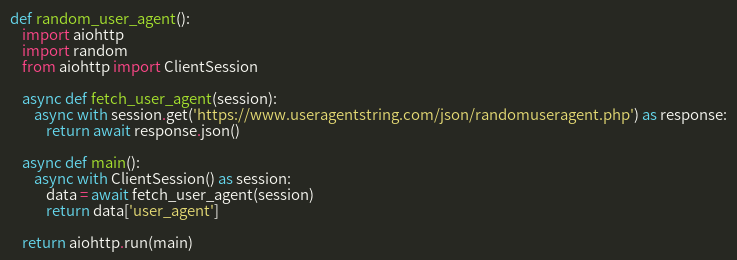 def random_user_agent():
    import aiohttp
    import random
    from aiohttp import ClientSession

    async def fetch_user_agent(session):
        async with session.get('https://www.useragentstring.com/json/randomuseragent.php') as response:
            return await response.json()

    async def main():
        async with ClientSession() as session:
            data = await fetch_user_agent(session)
            return data['user_agent']

    return aiohttp.run(main)